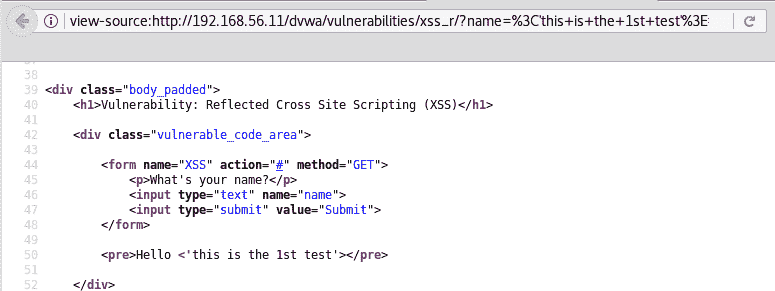 view-source:http://192.168.56.11/dvwa/vulnerabilities/xss_r/?name=%3C'this+is+the+1st+test'%3E
38
39 <div class="body_padded">
40 <h1>Vulnerability: Reflected Cross Site Scripting (XSS)</h1>
41
42 <div class="vulnerable_code_area">
43
44 <form name="XSS" action="#" method="GET">
45 <p>What's your name?</p>
46 <input type="text" name="name">
47 <input type="submit" value="Submit">
48 </form>
49
50 <pre>Hello <'this is the 1st test'></pre>
51
52 </div>